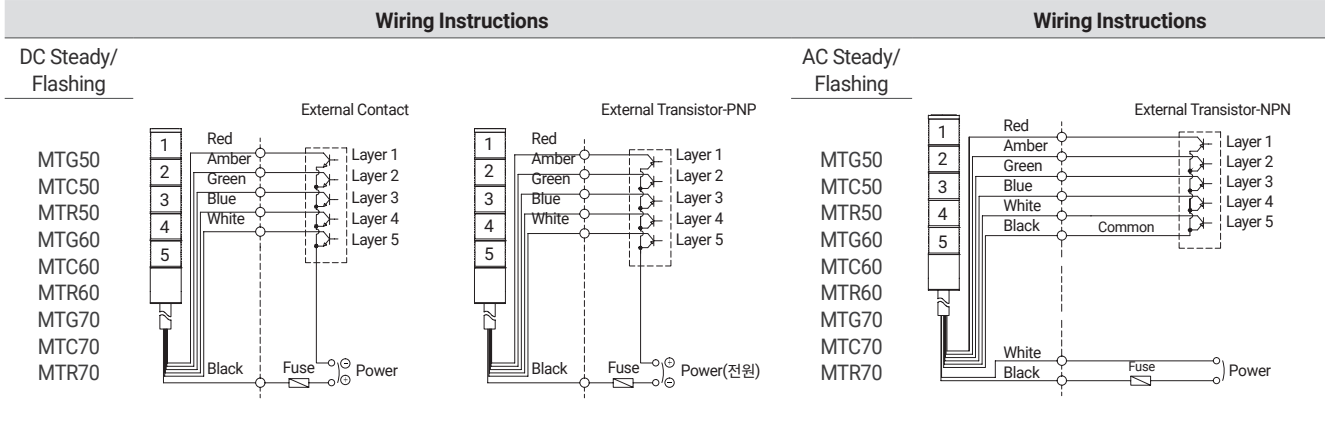 Wiring Instructions
DC Steady/
Flashing
MTG50
MTC50
MTR50
MTG60
MTC60
MTR60
MTG70
MTC70
MTR70
External Contact
1
2
3
4
5
Red
Amber
Green
Blue
White
Layer 1
Layer 2
Layer 3
Layer 4
Layer 5
Black
Fuse
⊖
⊕
Power
External Transistor-PNP
1
2
3
4
5
Red
Amber
Green
Blue
White
Layer 1
Layer 2
Layer 3
Layer 4
Layer 5
Black
Fuse
⊕
⊖
Power(전원)
Wiring Instructions
AC Steady/
Flashing
MTG50
MTC50
MTR50
MTG60
MTC60
MTR60
MTG70
MTC70
MTR70
External Transistor-NPN
1
2
3
4
5
Red
Amber
Green
Blue
White
Black
Common
Layer 1
Layer 2
Layer 3
Layer 4
Layer 5
White
Black
Fuse
Power